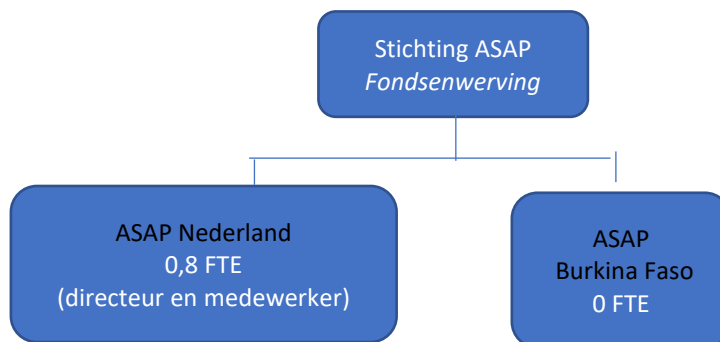 Stichting ASAP
Fondsenwerving
ASAP Nederland
0,8 FTE
(directeur en medewerker)
ASAP
Burkina Faso
0 FTE